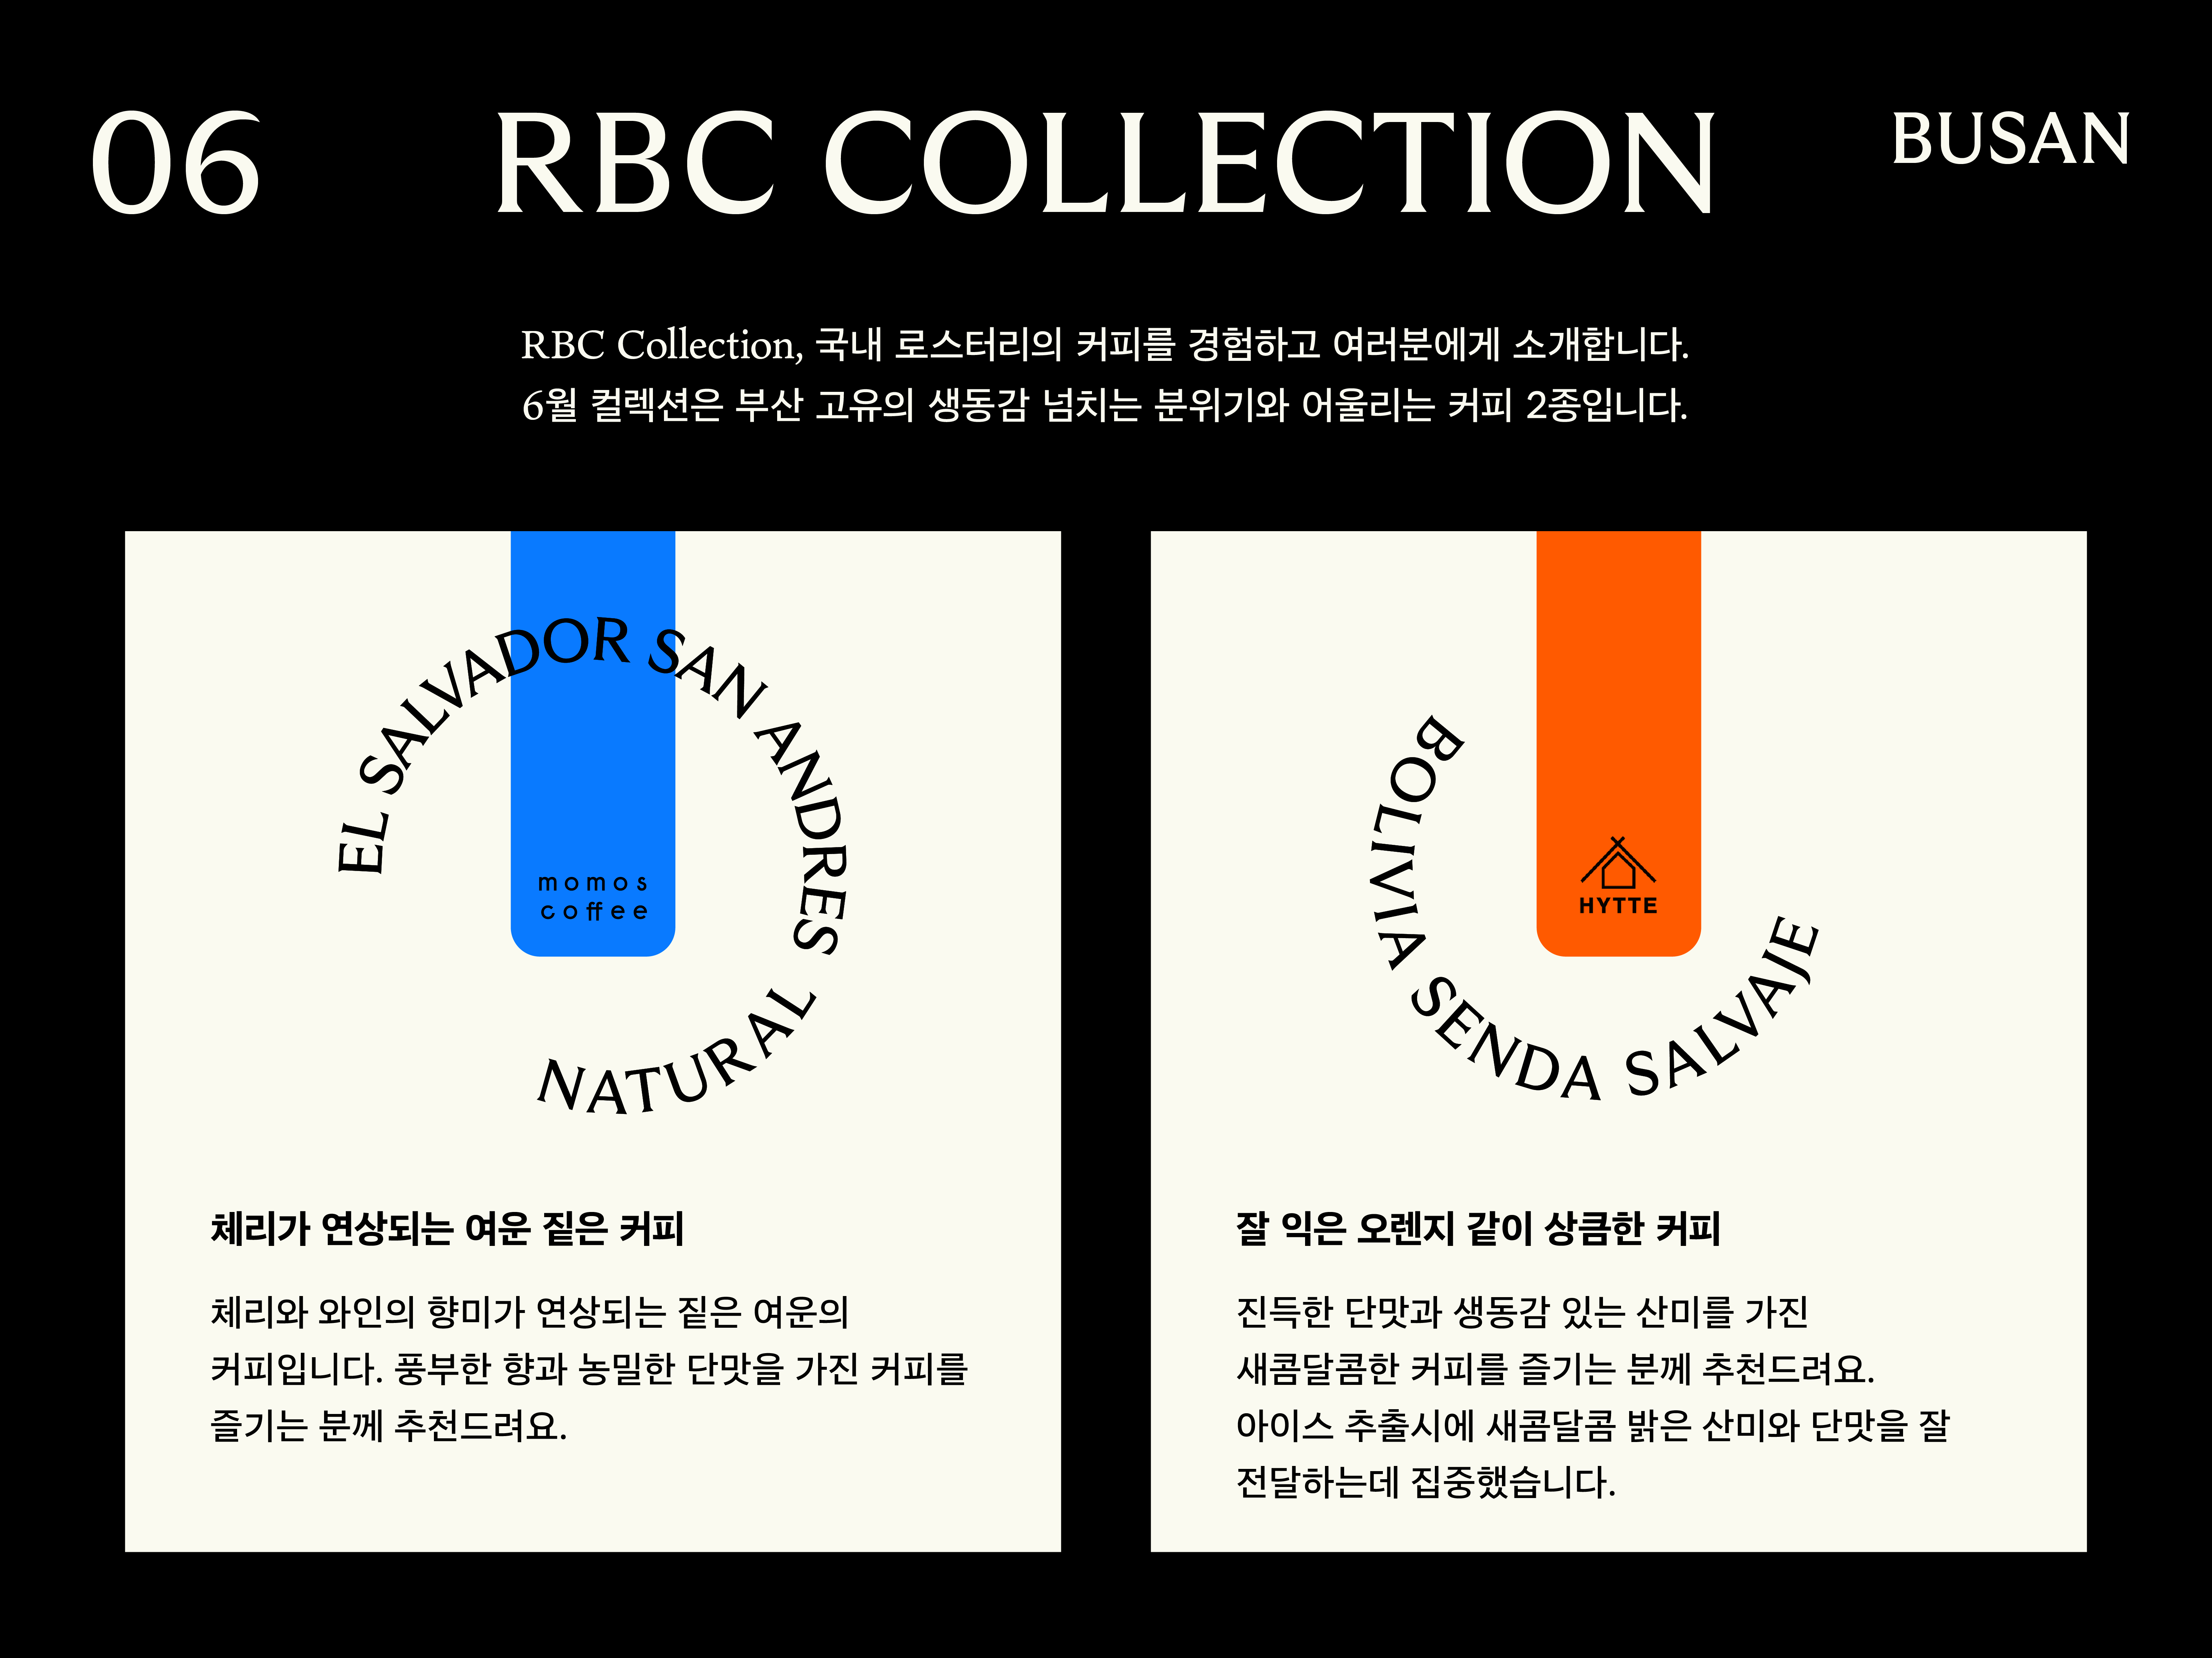 06
RBC COLLECTION
BUSAN
RBC Collection, 국내 로스터리의 커피를 경험하고 여러분에게 소개합니다.
6월 컬렉션은 부산 고유의 생동감 넘치는 분위기와 어울리는 커피 2종입니다.
EL SALVADOR SAN ANDRES
NATURAL
momos
coffee
체리가 연상되는 여운 짙은 커피
체리와 와인의 향미가 연상되는 짙은 여운의
커피입니다. 풍부한 향과 농밀한 단맛을 가진 커피를
즐기는 분께 추천드려요.
BOLIVIA SENDA SALVAJE
HYTTE
잘 익은 오렌지 같이 상큼한 커피
진득한 단맛과 생동감 있는 산미를 가진
새콤달콤한 커피를 즐기는 분께 추천드려요.
아이스 추출시에 새콤달콤 밝은 산미와 단맛을 잘
전달하는데 집중했습니다.